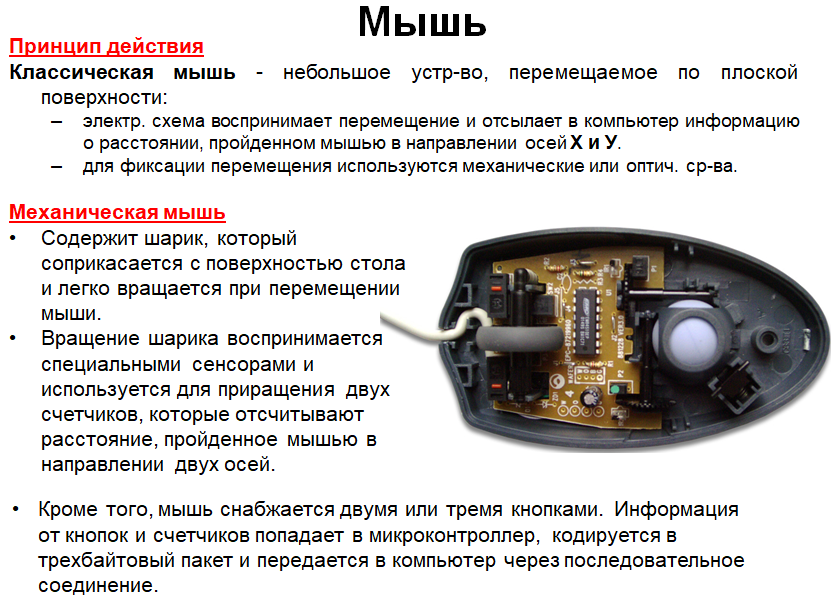 Мышь
Принцип действия
Классическая мышь - небольшое устр-во, перемещаемое по плоской
поверхности:
– электр. схема воспринимает перемещение и отсылает в компьютер информацию
о расстоянии, пройденном мышью в направлении осей X и У.
– для фиксации перемещения используются механические или оптич. ср-ва.
Механическая мышь
• Содержит шарик, который
соприкасается с поверхностью стола
и легко вращается при перемещении
мыши.
• Вращение шарика воспринимается
специальными сенсорами и
используется для приращения двух
счетчиков, которые отсчитывают
расстояние, пройденное мышью в
направлении двух осей.
• Кроме того, мышь снабжается двумя или тремя кнопками. Информация
от кнопок и счетчиков попадает в микроконтроллер, кодируется в
трехбайтовый пакет и передается в компьютер через последовательное
соединение.